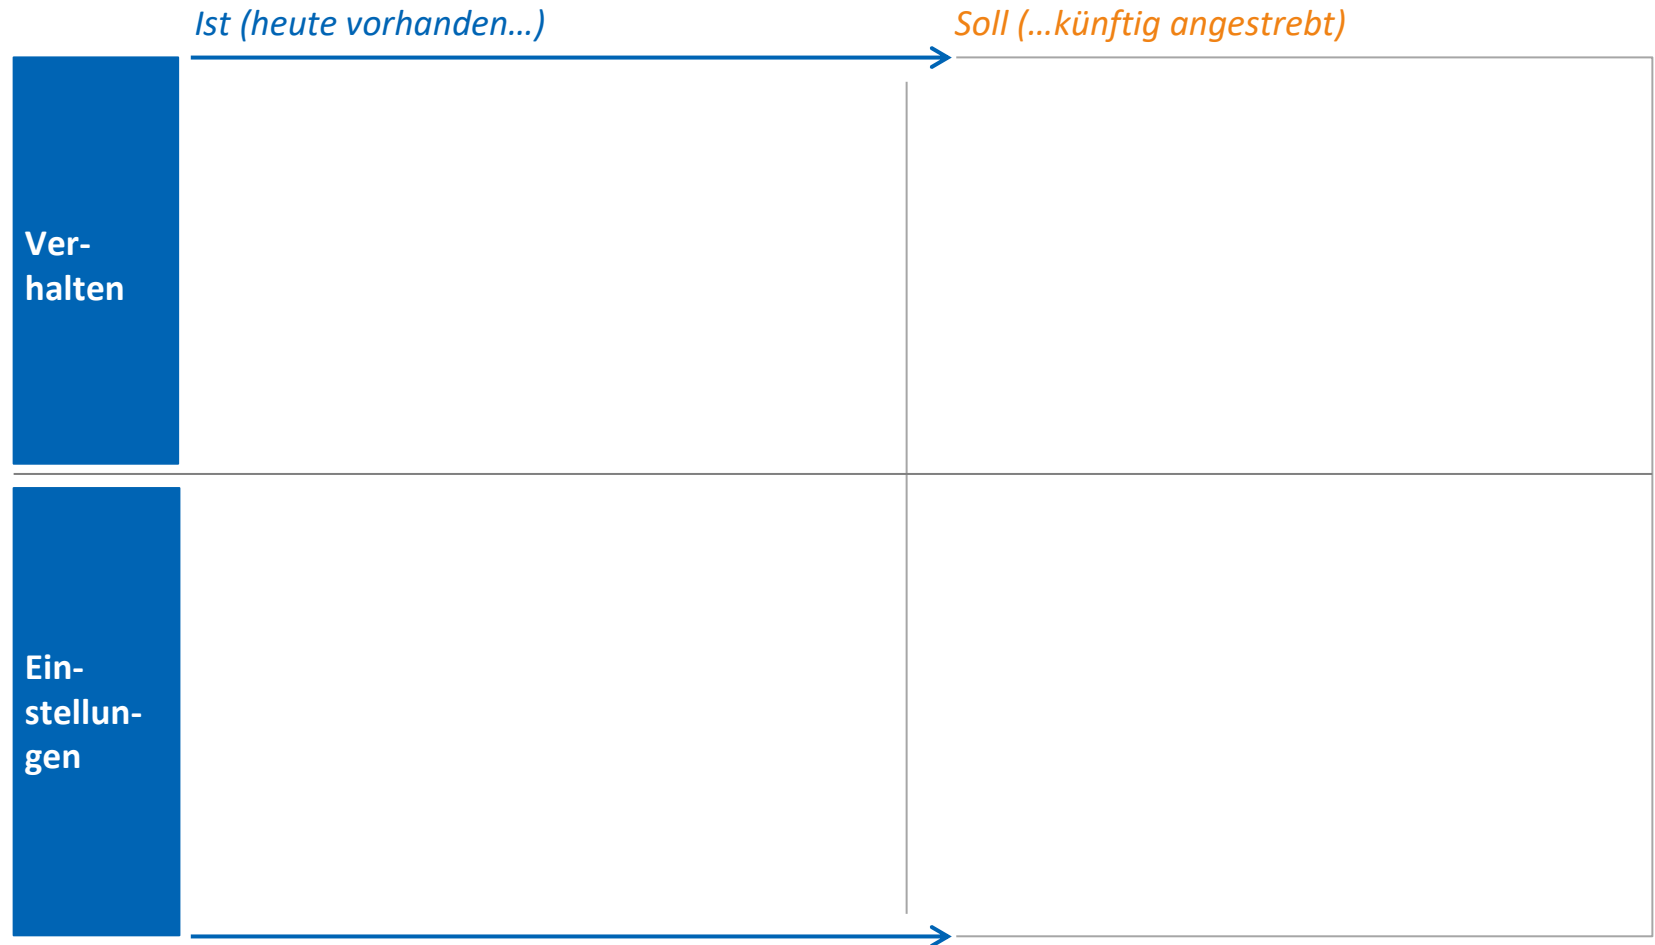 Ist (heute vorhanden…)
Soll (…künftig angestrebt)
Ver-
halten
Ein-
stellun-
gen